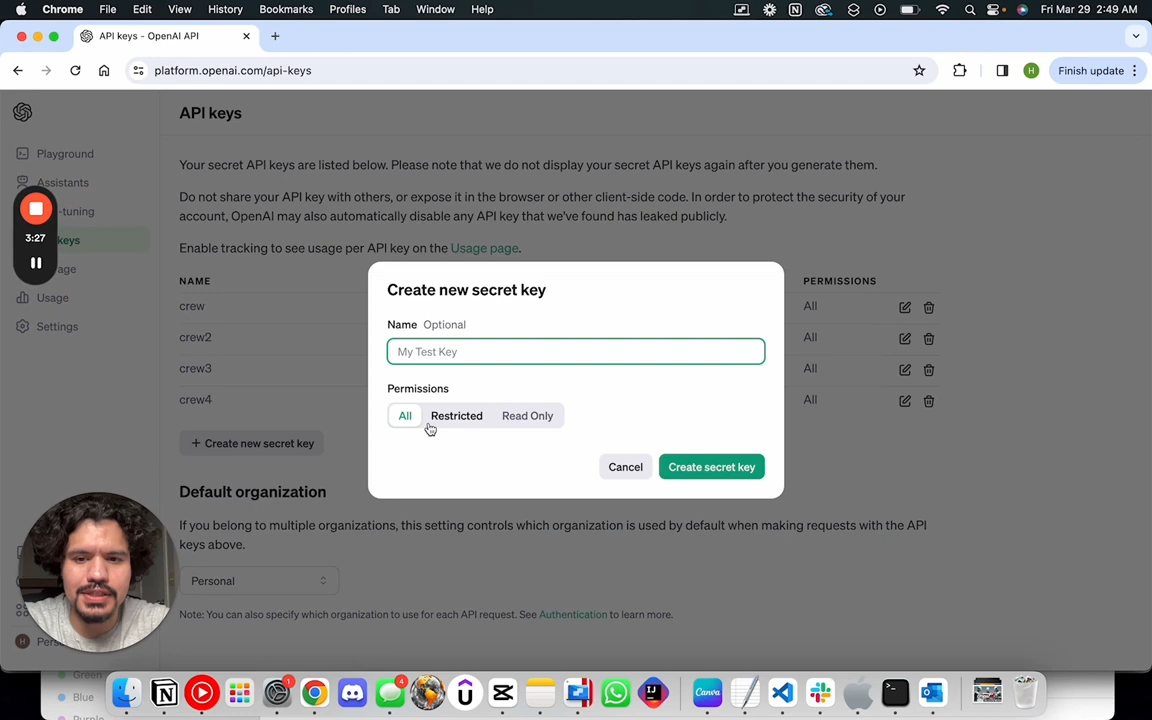 Chrome File Edit View History Bookmarks Profiles Tab Window Help Fri Mar 29 2:49 AM
API keys - OpenAI API
platform.openai.com/api-keys H Finish update
API keys
Playground
Your secret API keys are listed below. Please note that we do not display your secret API keys again after you generate them.
Assistants
Do not share your API key with others, or expose it in the browser or other client-side code. In order to protect the security of your
-tuning
account, OpenAI may also automatically disable any API key that we've found has leaked publicly.
3:27
keys
Enable tracking to see usage per API key on the Usage page.
age
NAME PERMISSIONS
Usage
crew All
Settings
crew2 All
crew3 All
crew4 All
Create new secret key
Name Optional
My Test Key
Permissions
All Restricted Read Only
Cancel Create secret key
+ Create new secret key
Default organization
If you belong to multiple organizations, this setting controls which organization is used by default when making requests with the API
keys above.
Personal
Note: You can also specify which organization to use for each API request. See Authentication to learn more.
H Pers
Green
Blue
Purple
1
4
Canva